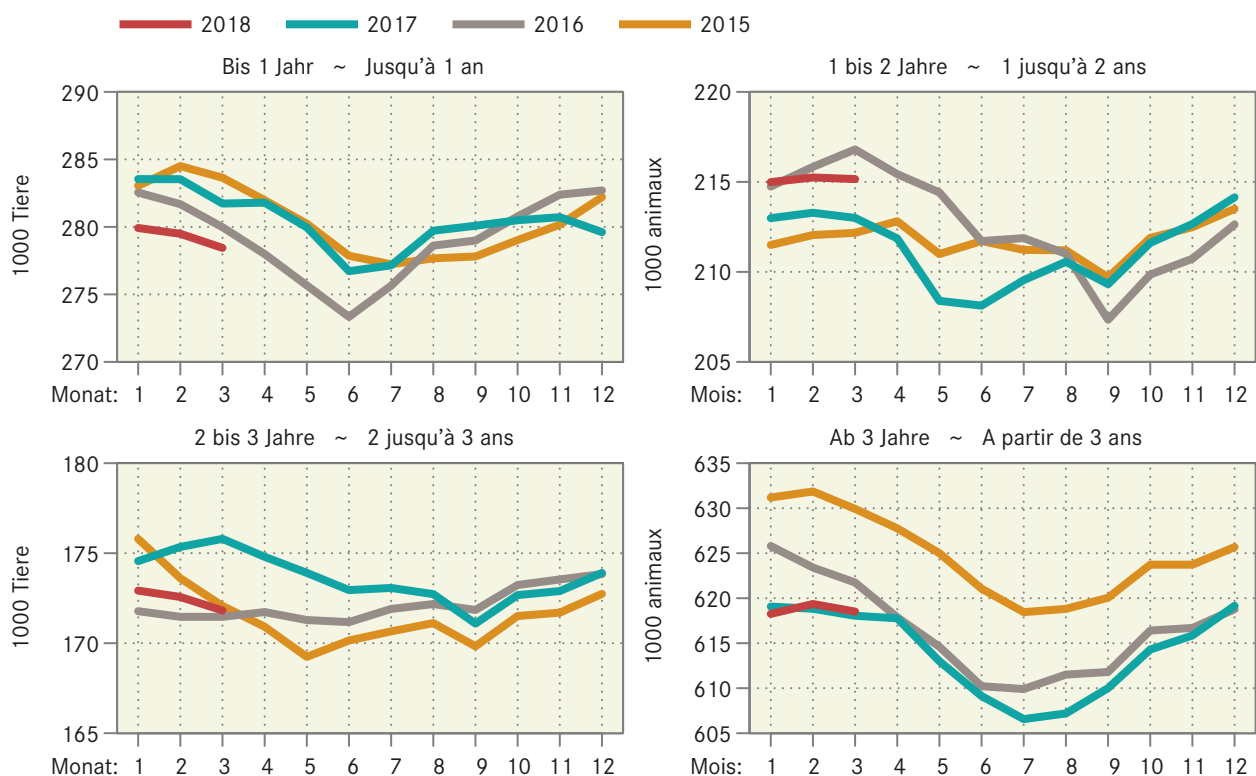 2018 2017 2016 2015
Bis 1 Jahr ~ Jusqu'à 1 an
1000 Tiere
290
285
280
275
270
Monat: 1 2 3 4 5 6 7 8 9 10 11 12
1 bis 2 Jahre ~ 1 jusqu'à 2 ans
1000 animaux
220
215
210
205
Mois: 1 2 3 4 5 6 7 8 9 10 11 12
2 bis 3 Jahre ~ 2 jusqu'à 3 ans
1000 Tiere
180
175
170
165
Monat: 1 2 3 4 5 6 7 8 9 10 11 12
Ab 3 Jahre ~ A partir de 3 ans
1000 animaux
635
630
625
620
615
610
605
Mois: 1 2 3 4 5 6 7 8 9 10 11 12